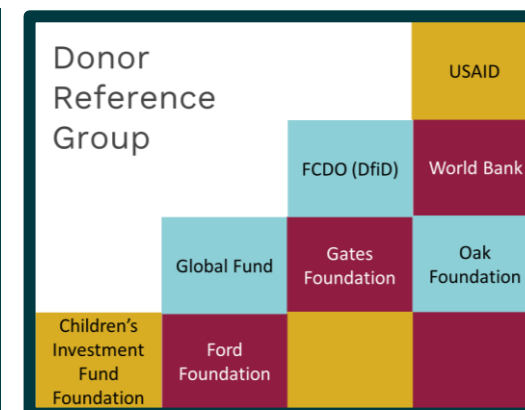 Donor
Reference
Group
USAID
FCDO (DfiD)
World Bank
Global Fund
Gates
Foundation
Oak
Foundation
Children's
Investment
Fund
Foundation
Ford
Foundation